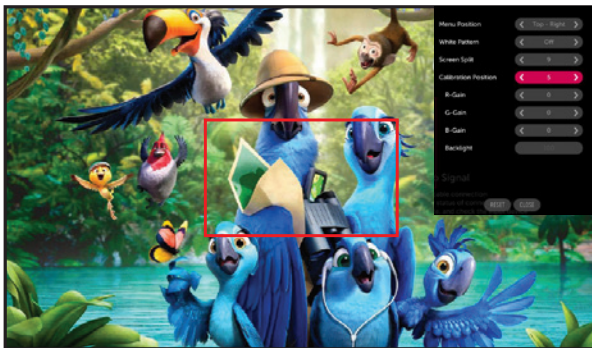 Menu Position
Top - Right
White Pattern
Off
Screen Split
9
Calibration Position
5
R-Gain
0
G-Gain
0
B-Gain
0
Backlight
Signal
RESET
CLOSE